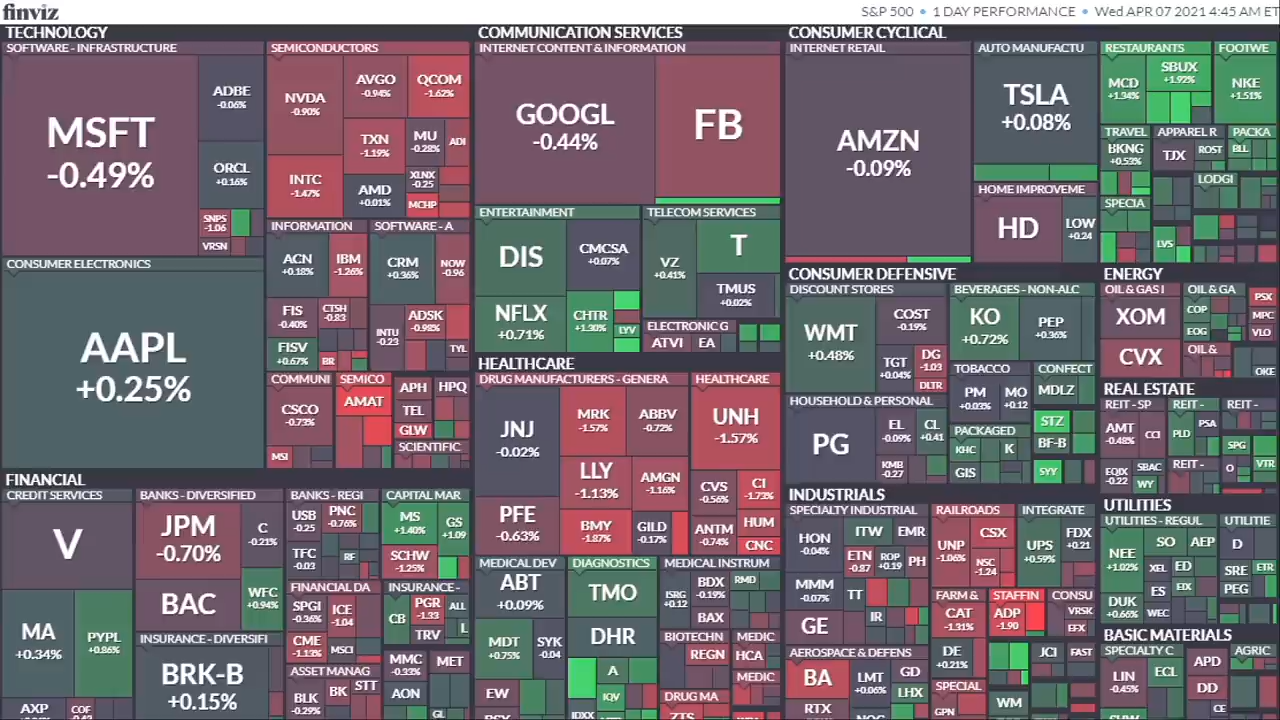 finviz
S&P 500 • 1 DAY PERFORMANCE • Wed APR 07 2021 4:45 AM ET
TECHNOLOGY
SOFTWARE - INFRASTRUCTURE
MSFT
-0.49%
ADBE
-0.06%
ORCL
+0.16%
SNPS
-1.06
VRSN
SEMICONDUCTORS
NVDA
-0.90%
AVGO
-0.94%
QCOM
-1.62%
TXN
-1.19%
MU
-0.28%
ADI
INTC
-1.47%
AMD
+0.01%
XLNX
-0.25
MCHP
CONSUMER ELECTRONICS
AAPL
+0.25%
INFORMATION
ACN
+0.18%
IBM
-1.26%
FIS
-0.40%
CTSH
-0.83
FISV
+0.67%
BR
SOFTWARE - A
CRM
+0.36%
NOW
-0.96
INTU
-0.23
ADSK
-0.98%
TYL
COMMUNI
CSCO
-0.73%
MSI
SEMICO
AMAT
APH
HPQ
TEL
GLW
SCIENTIFIC
COMMUNICATION SERVICES
INTERNET CONTENT & INFORMATION
GOOGL
-0.44%
FB
ENTERTAINMENT
DIS
CMCSA
+0.07%
NFLX
+0.71%
CHTR
+1.30%
LYV
TELECOM SERVICES
VZ
+0.41%
T
TMUS
+0.02%
ELECTRONIC G
ATVI
EA
CONSUMER CYCLICAL
INTERNET RETAIL
AMZN
-0.09%
AUTO MANUFACTU
TSLA
+0.08%
HOME IMPROVEME
HD
LOW
+0.24
RESTAURANTS
MCD
+1.34%
SBUX
+1.92%
FOOTWE
NKE
+1.51%
TRAVEL
BKNG
+0.53%
APPAREL R
TJX
ROST
PACKA
BLL
LODGI
SPECIA
LVS
CONSUMER DEFENSIVE
DISCOUNT STORES
WMT
+0.48%
COST
-0.19%
TGT
+0.04%
DG
-1.03
DLTR
BEVERAGES - NON-ALC
KO
+0.72%
PEP
+0.36%
TOBACCO
PM
+0.03%
MO
+0.12
CONFECT
MDLZ
STZ
BF-B
SYY
HOUSEHOLD & PERSONAL
PG
EL
-0.09%
CL
+0.41
KMB
-0.27
PACKAGED
KHC
K
GIS
ENERGY
OIL & GAS I
XOM
CVX
OIL & GA
COP
EOG
OIL &
PSX
MPC
VLO
OKE
REAL ESTATE
REIT - SP
AMT
-0.48%
CCI
EQIX
-0.22
SBAC
WY
REIT -
PLD
PSA
REIT -
O
REIT -
SPG
VTR
HEALTHCARE
DRUG MANUFACTURERS - GENERA
JNJ
-0.02%
MRK
-1.57%
ABBV
-0.72%
LLY
-1.13%
AMGN
-1.16%
PFE
-0.63%
BMY
-1.87%
GILD
-0.17%
HEALTHCARE
UNH
-1.57%
CVS
-0.56%
CI
-1.73%
ANTM
-0.74%
HUM
CNC
MEDICAL DEV
ABT
+0.09%
MDT
+0.75%
SYK
-0.04
EW
BSX
DIAGNOSTICS
TMO
DHR
A
IQV
IDXX
MEDICAL INSTRUM
ISRG
+0.12
BDX
-0.19%
RMD
BAX
BIOTECHN
REGN
MEDIC
HCA
MEDIC
DRUG MA
ZTS
FINANCIAL
CREDIT SERVICES
V
MA
+0.34%
PYPL
+0.86%
AXP
COF
BANKS - DIVERSIFIED
JPM
-0.70%
C
-0.21%
BAC
WFC
+0.94%
INSURANCE - DIVERSIFI
BRK-B
+0.15%
BANKS - REGI
USB
-0.25
PNC
-0.76%
TFC
-0.03
RF
CAPITAL MAR
MS
+1.40%
GS
+1.09
SCHW
-1.25%
FINANCIAL DA
SPGI
-0.36%
ICE
-1.04
CME
-1.13%
MSCI
INSURANCE -
CB
PGR
-1.33
ALL
TRV
L
ASSET MANAG
BLK
-0.29%
BK
STT
MMC
-0.93%
MET
AON
GL
INDUSTRIALS
SPECIALTY INDUSTRIAL
HON
-0.04%
ITW
EMR
ETN
-0.87
ROP
+0.19
PH
MMM
-0.07%
TT
GE
IR
RAILROADS
UNP
-1.06%
CSX
NSC
-1.24
INTEGRATE
UPS
+0.59%
FDX
+0.21
FARM &
CAT
-1.31%
DE
+0.21%
STAFFIN
ADP
-1.90
CONSU
VRSK
EFX
JCI
FAST
AEROSPACE & DEFENS
BA
LMT
+0.06%
GD
LHX
RTX
NOC
SPECIAL
GPN
WM
UTILITIES
UTILITIES - REGUL
NEE
+1.02%
SO
AEP
XEL
ED
DUK
+0.66%
ES
EIX
WEC
UTILITIE
D
SRE
ETR
PEG
BASIC MATERIALS
SPECIALTY C
LIN
-0.45%
ECL
SHW
APD
DD
CE
AGRIC